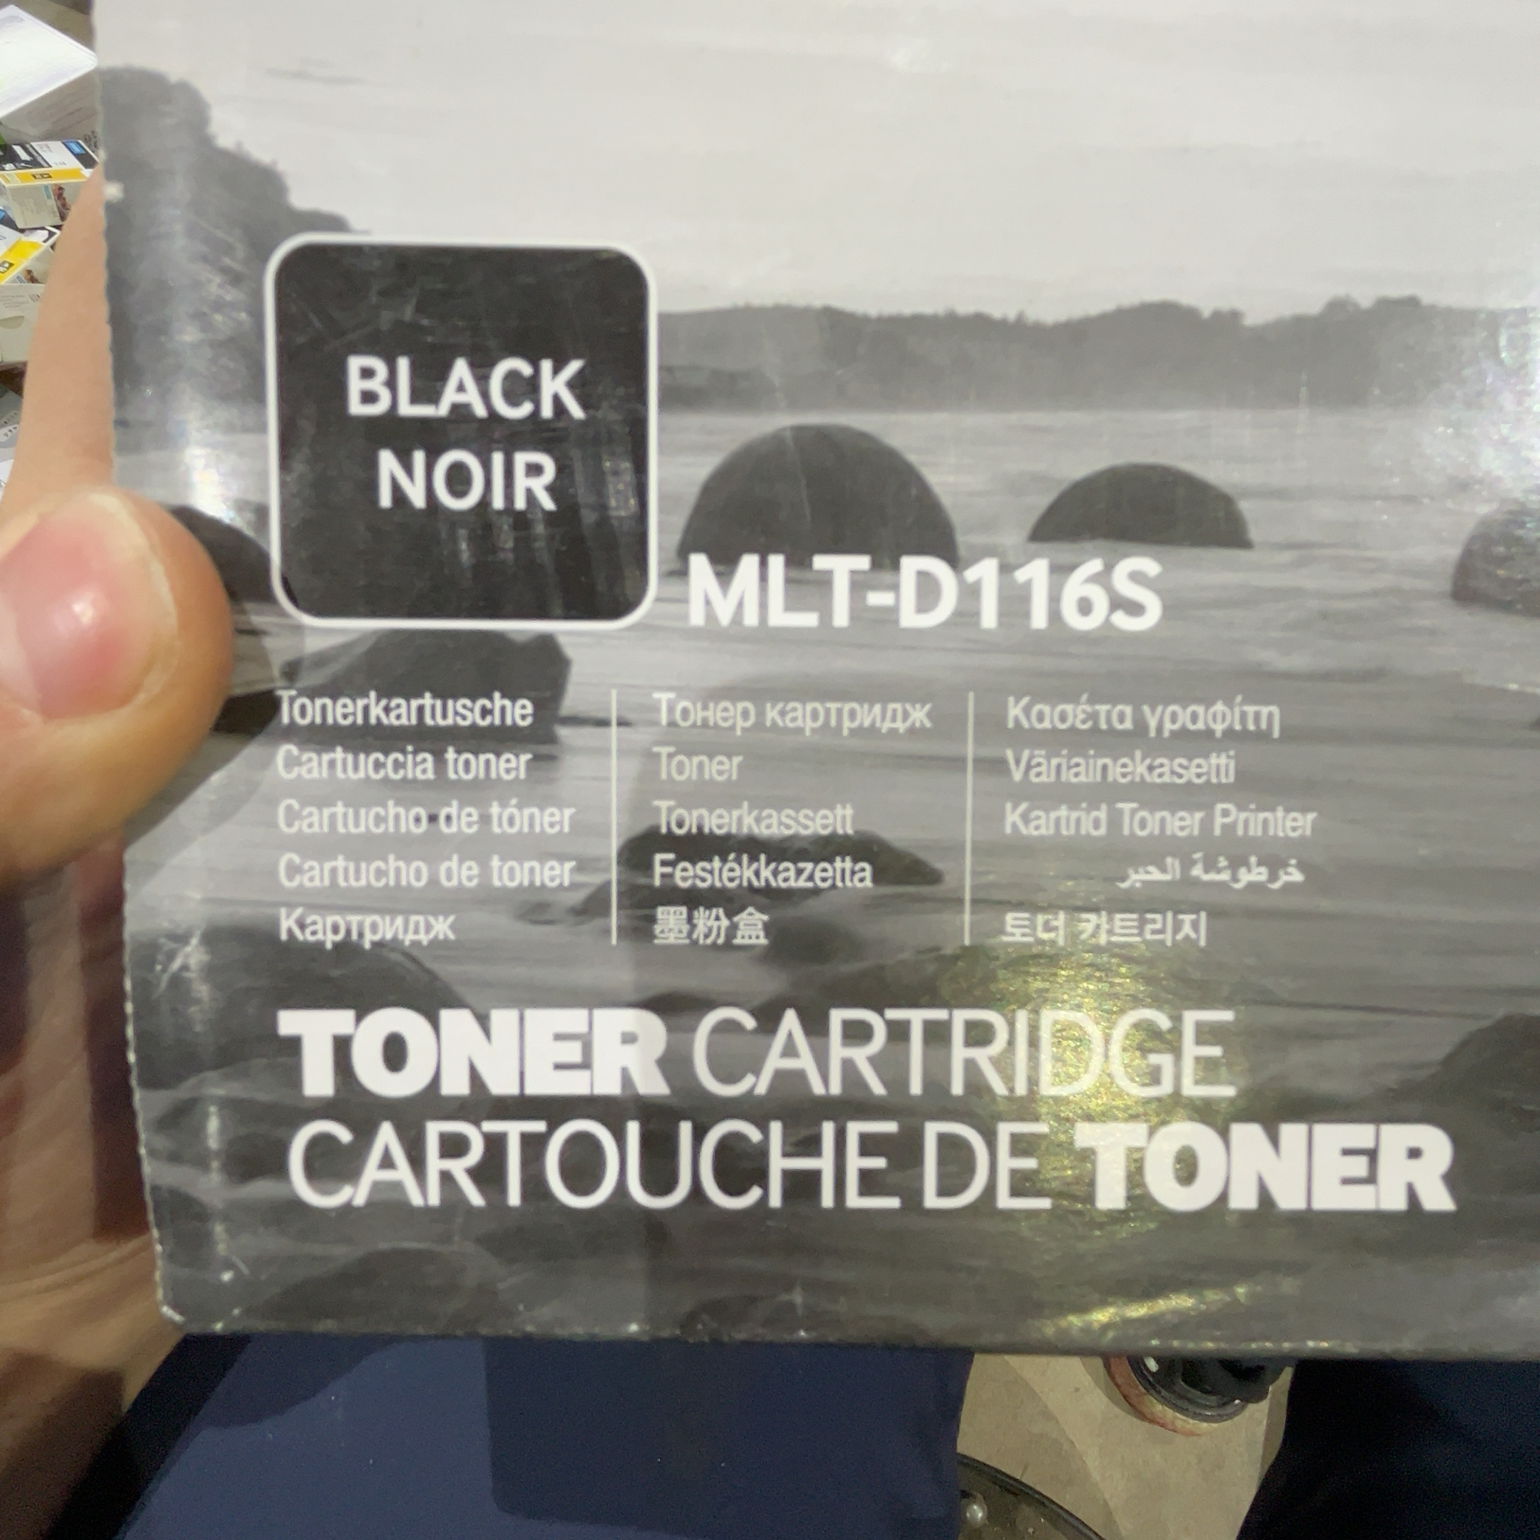 BLACK
NOIR
MLT-D116S
Tonerkartusche
Cartuccia toner
Cartucho de tóner
Cartucho de toner
Картридж
Тонер картридж
Toner
Tonerkassett
Festékkazetta
墨粉盒
Κασέτα γραφίτη
Väriainekasetti
Kartrid Toner Printer
خرطوشة الحبر
토너 카트리지
TONER CARTRIDGE
CARTOUCHE DE TONER